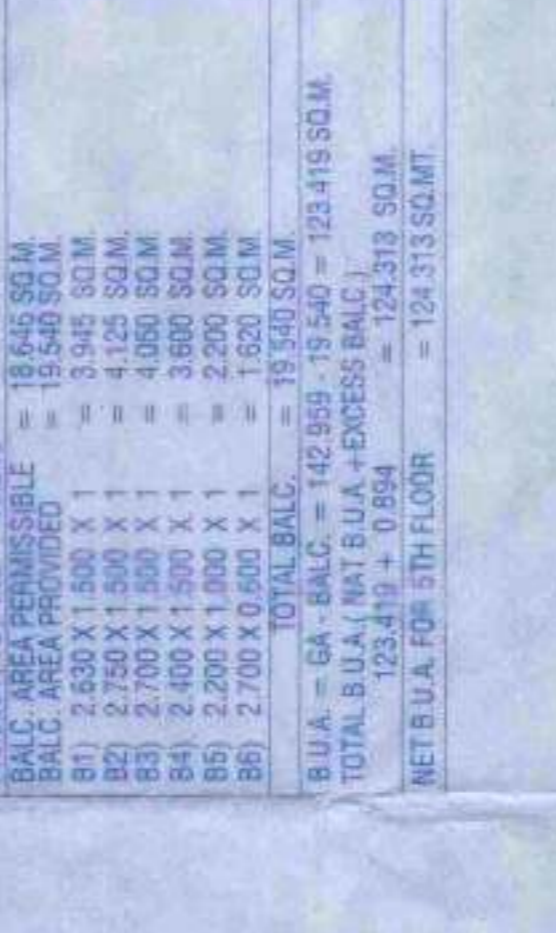 BALC. AREA PERMISSIBLE = 18.646 SQ.M.
BALC. AREA PROVIDED = 19.540 SQ.M.
B1) 2.630 X 1.500 X 1 = 3.945 SQ.M.
B2) 2.750 X 1.500 X 1 = 4.125 SQ.M.
B3) 2.700 X 1.500 X 1 = 4.050 SQ.M
B4) 2.400 X 1.500 X 1 = 3.600 SQ.M.
B5) 2.200 X 1.000 X 1 = 2.200 SQ.M.
B6) 2.700 X 0.600 X 1 = 1.620 SQ.M
TOTAL BALC. = 19.540 SQ.M.
B.U.A. = GA - BALC. = 142.959 - 19.540 = 123.419 SQ.M.
TOTAL B.U.A.( NAT B.U.A. +EXCESS BALC.)
123.419 + 0.894 = 124.313 SQ.M.
NET B.U.A. FOR 5TH FLOOR = 124.313 SQ.MT.